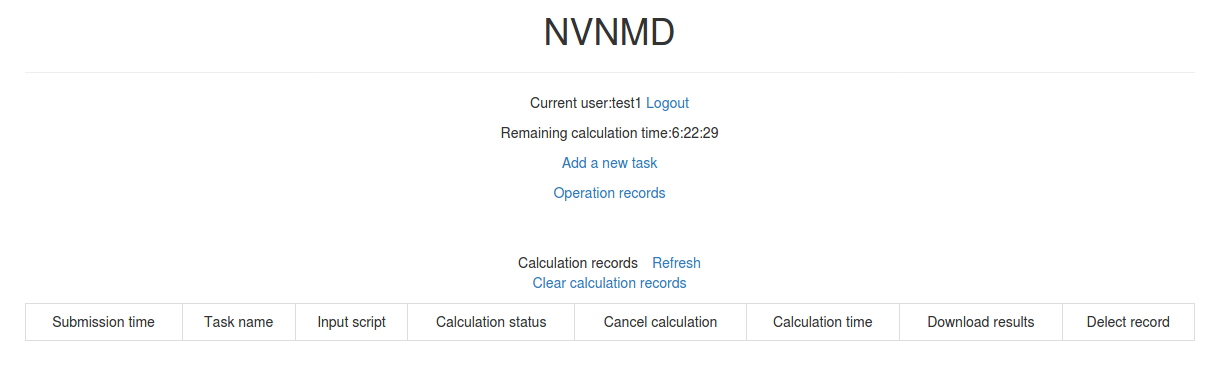 NVNMD
Current user:test1 Logout
Remaining calculation time:6:22:29
Add a new task
Operation records
Calculation records Refresh
Clear calculation records
Submission time Task name Input script Calculation status Cancel calculation Calculation time Download results Delect record